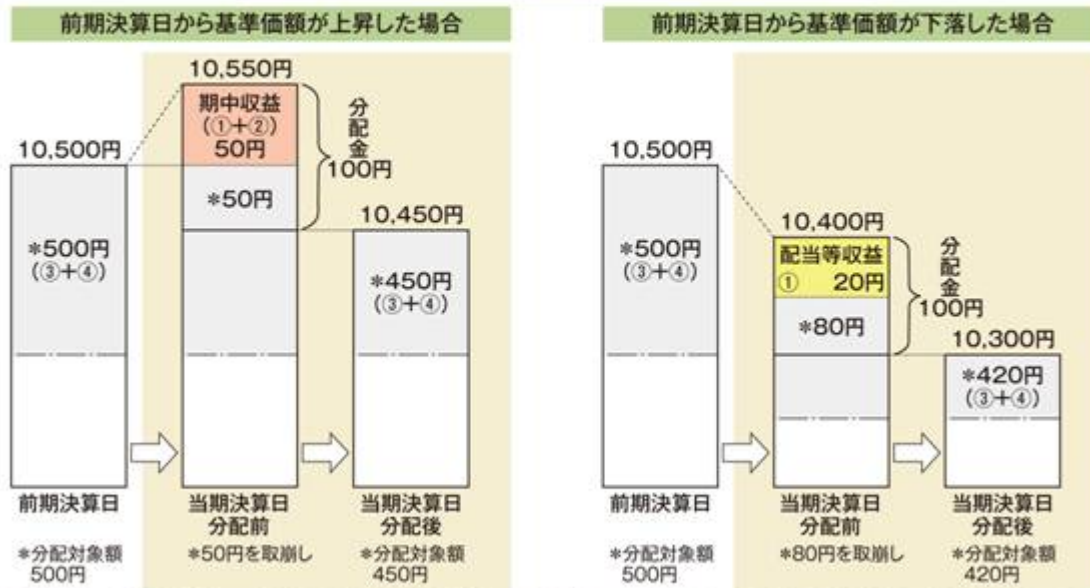 前期決算日から基準価額が上昇した場合
10,550円
期中収益
(①+②)
50円
分配金
100円
10,500円
*50円
10,450円
*500円
(③+④)
*450円
(③+④)
前期決算日
当期決算日
分配前
当期決算日
分配後
*分配対象額
500円
*50円を取崩し
*分配対象額
450円
前期決算日から基準価額が下落した場合
10,500円
10,400円
配当等収益
① 20円
分配金
100円
*80円
10,300円
*500円
(③+④)
*420円
(③+④)
前期決算日
当期決算日
分配前
当期決算日
分配後
*分配対象額
500円
*80円を取崩し
*分配対象額
420円